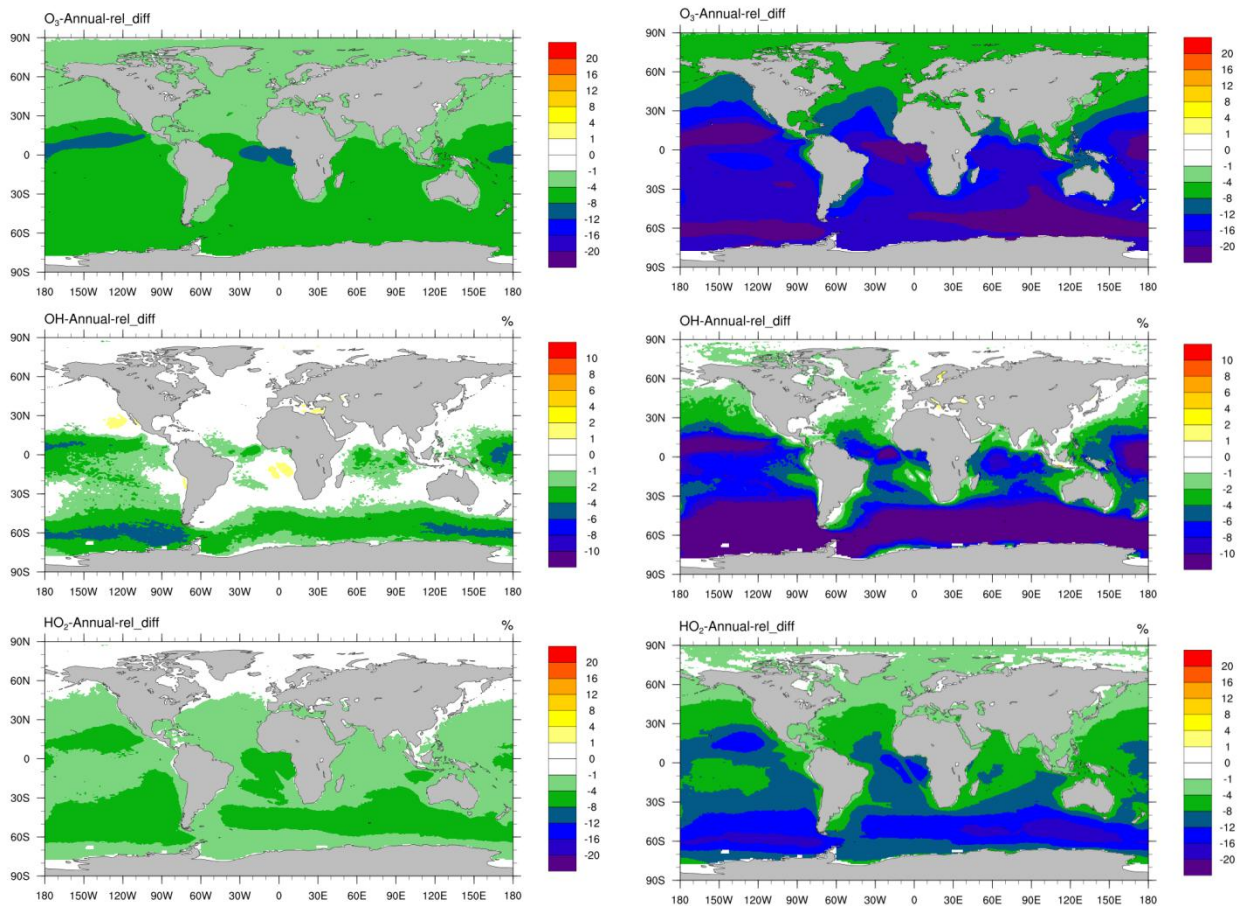 O₃-Annual-rel_diff
90N
60N
30N
0
30S
60S
90S
180 150W 120W 90W 60W 30W 0 30E 60E 90E 120E 150E 180
20
16
12
8
4
1
0
-1
-4
-8
-12
-16
-20
O₃-Annual-rel_diff
90N
60N
30N
0
30S
60S
90S
180 150W 120W 90W 60W 30W 0 30E 60E 90E 120E 150E 180
20
16
12
8
4
1
0
-1
-4
-8
-12
-16
-20
OH-Annual-rel_diff %
90N
60N
30N
0
30S
60S
90S
180 150W 120W 90W 60W 30W 0 30E 60E 90E 120E 150E 180
10
8
6
4
2
1
0
-1
-2
-4
-6
-8
-10
OH-Annual-rel_diff %
90N
60N
30N
0
30S
60S
90S
180 150W 120W 90W 60W 30W 0 30E 60E 90E 120E 150E 180
10
8
6
4
2
1
0
-1
-2
-4
-6
-8
-10
HO₂-Annual-rel_diff %
90N
60N
30N
0
30S
60S
90S
180 150W 120W 90W 60W 30W 0 30E 60E 90E 120E 150E 180
20
16
12
8
4
1
0
-1
-4
-8
-12
-16
-20
HO₂-Annual-rel_diff %
90N
60N
30N
0
30S
60S
90S
180 150W 120W 90W 60W 30W 0 30E 60E 90E 120E 150E 180
20
16
12
8
4
1
0
-1
-4
-8
-12
-16
-20